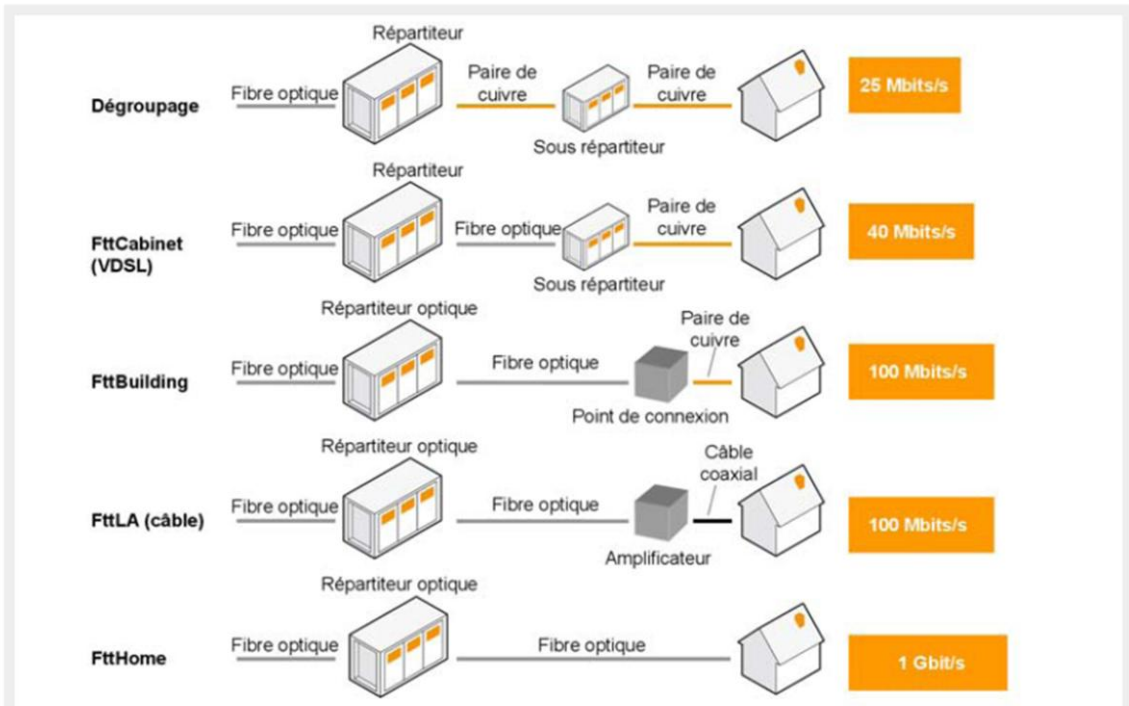 Répartiteur
Dégroupage
Fibre optique
Paire de
cuivre
Paire de
cuivre
Sous répartiteur
25 Mbits/s
Répartiteur
FttCabinet
(VDSL)
Fibre optique
Fibre optique
Paire de
cuivre
Sous répartiteur
40 Mbits/s
Répartiteur optique
FttBuilding
Fibre optique
Fibre optique
Paire de
cuivre
Point de connexion
100 Mbits/s
Répartiteur optique
FttLA (câble)
Fibre optique
Fibre optique
Câble
coaxial
Amplificateur
100 Mbits/s
Répartiteur optique
FttHome
Fibre optique
Fibre optique
1 Gbit/s